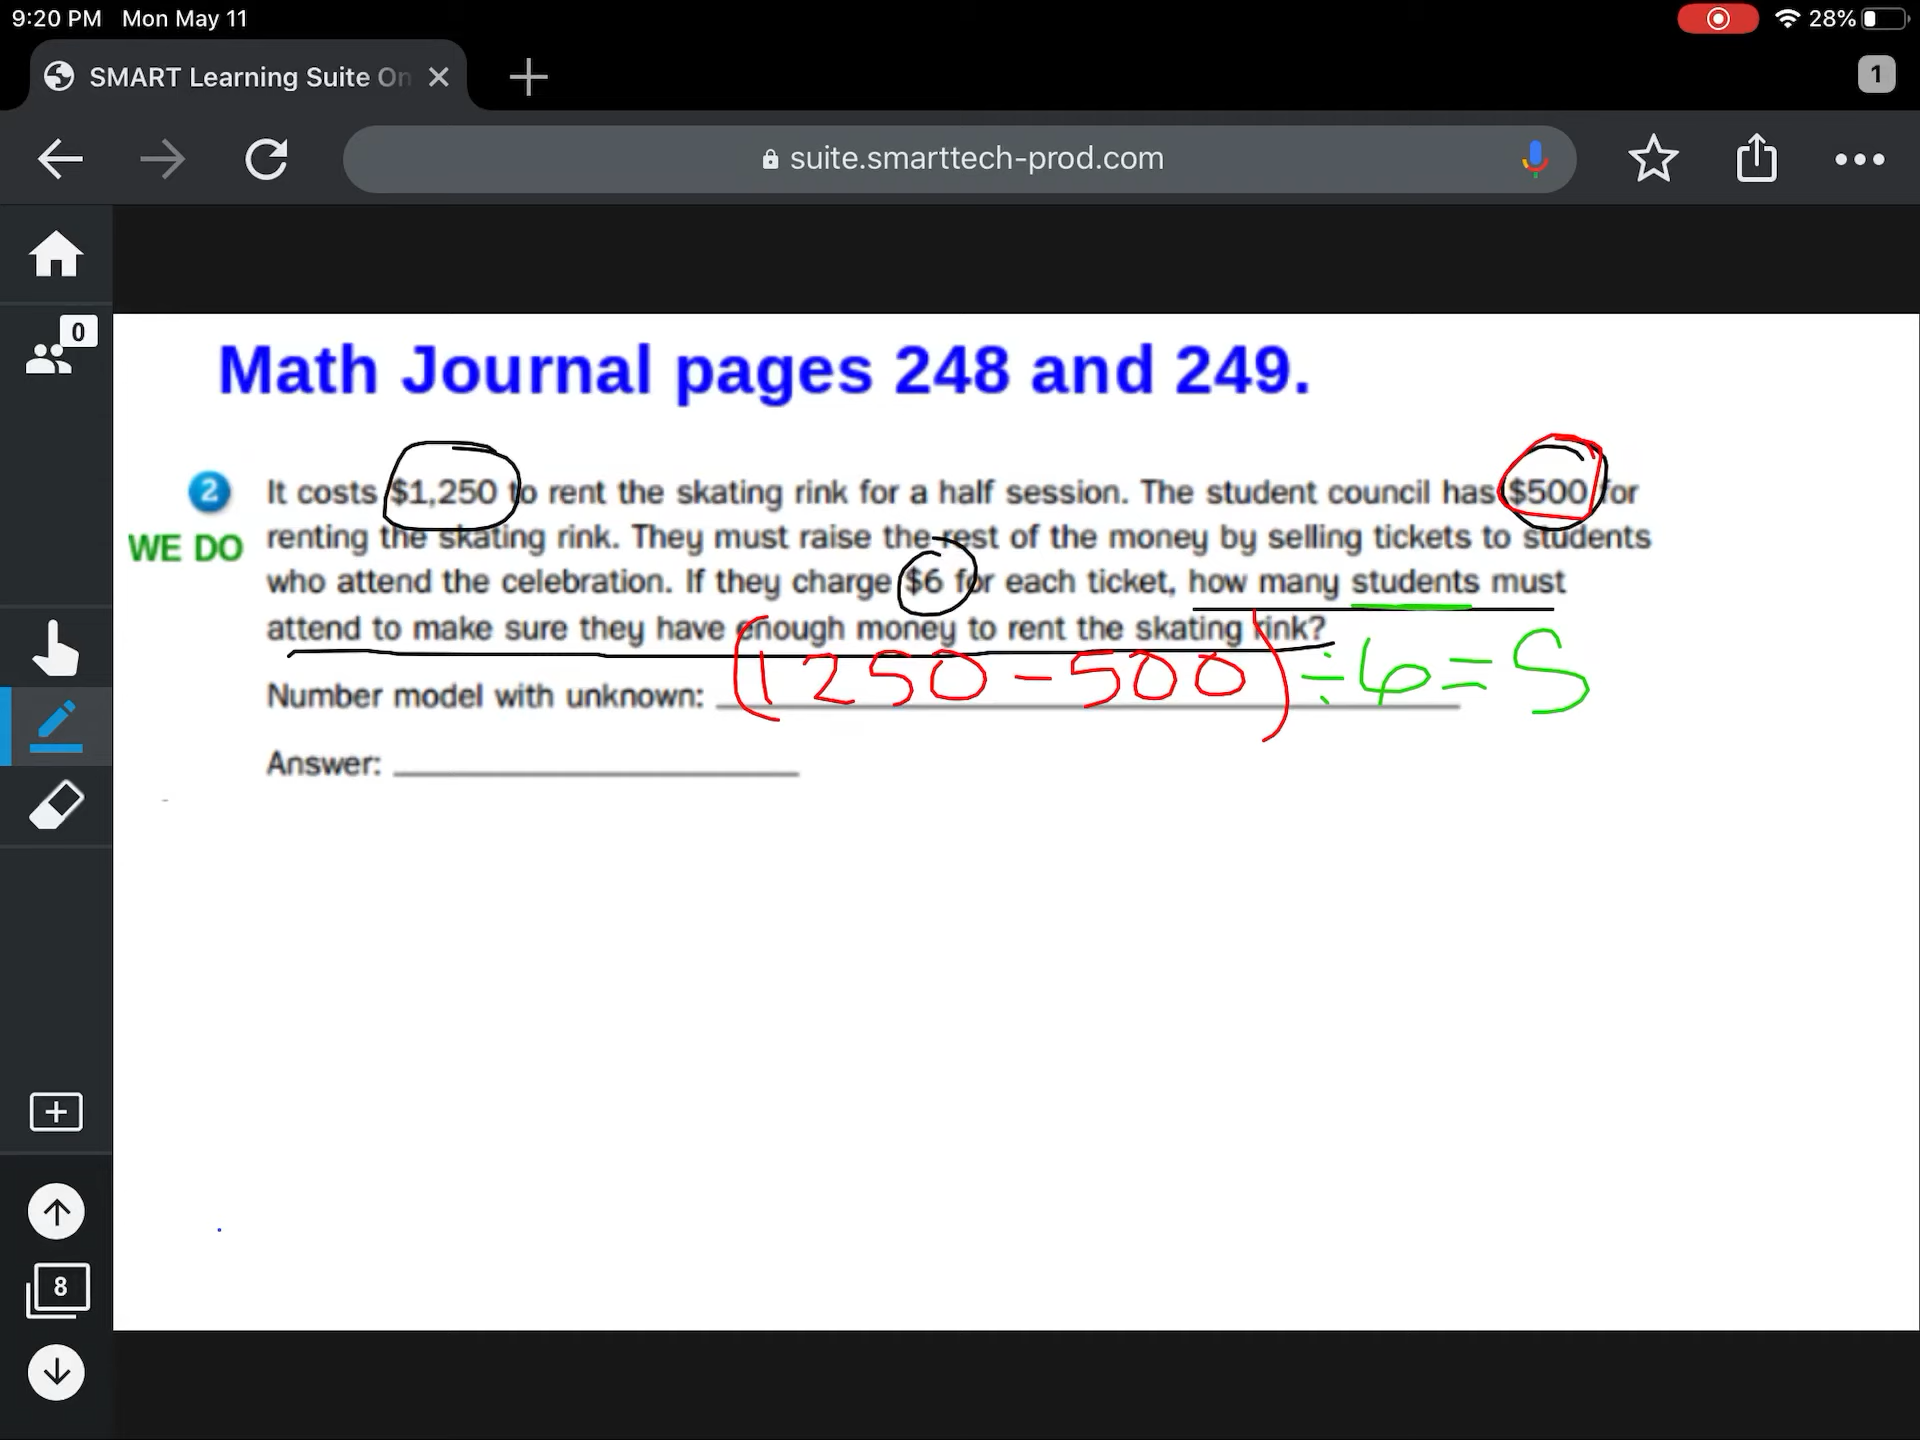 9:20 PM Mon May 11
28%
SMART Learning Suite On
1
suite.smarttech-prod.com
0
Math Journal pages 248 and 249.
2 It costs $1,250 to rent the skating rink for a half session. The student council has $500 for
WE DO renting the skating rink. They must raise the rest of the money by selling tickets to students
who attend the celebration. If they charge $6 for each ticket, how many students must
attend to make sure they have enough money to rent the skating rink?
Number model with unknown: (1250-500)÷6=S
Answer:
8